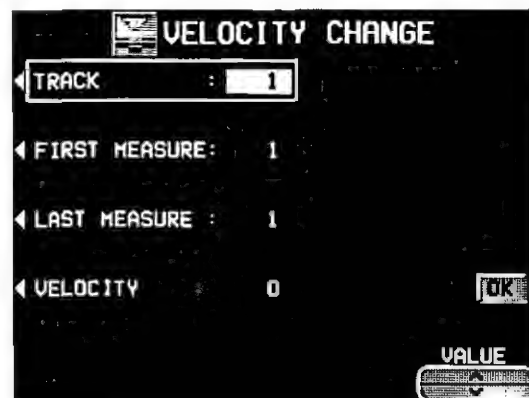 VELOCITY CHANGE
TRACK : 1
FIRST MEASURE: 1
LAST MEASURE : 1
VELOCITY 0
OK
VALUE